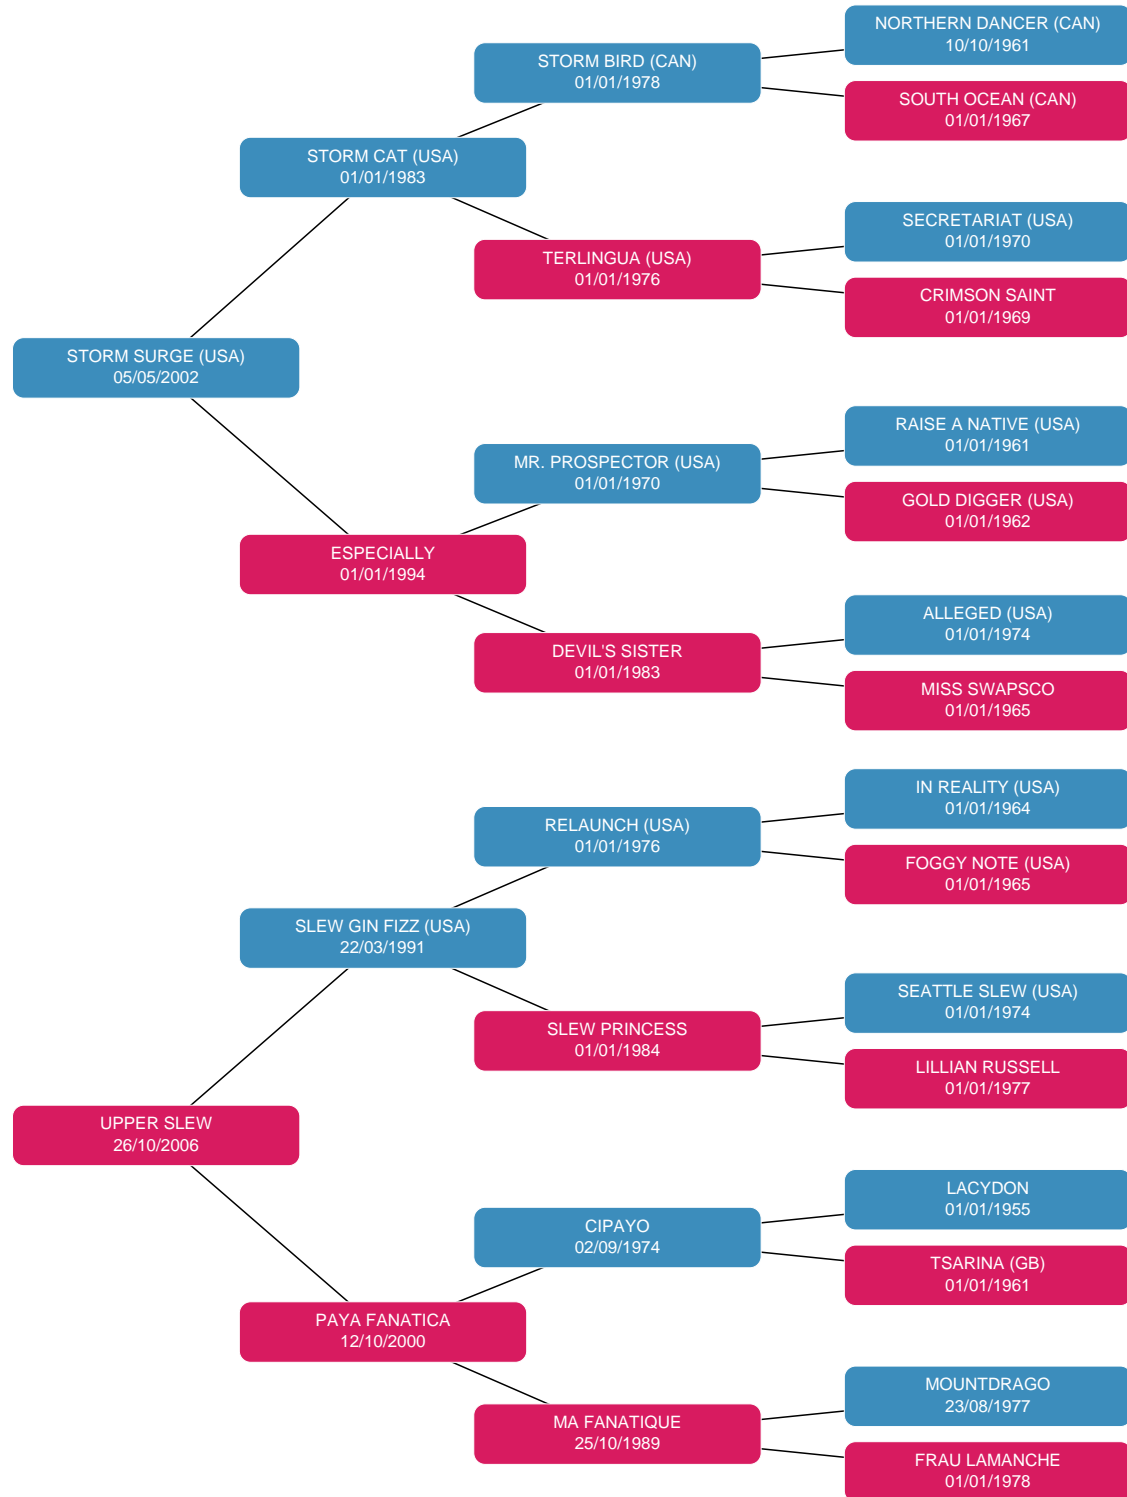 NORTHERN DANCER (CAN)
10/10/1961
STORM BIRD (CAN)
01/01/1978
SOUTH OCEAN (CAN)
01/01/1967
STORM CAT (USA)
01/01/1983
SECRETARIAT (USA)
01/01/1970
TERLINGUA (USA)
01/01/1976
CRIMSON SAINT
01/01/1969
STORM SURGE (USA)
05/05/2002
RAISE A NATIVE (USA)
01/01/1961
MR. PROSPECTOR (USA)
01/01/1970
GOLD DIGGER (USA)
01/01/1962
ESPECIALLY
01/01/1994
ALLEGED (USA)
01/01/1974
DEVIL'S SISTER
01/01/1983
MISS SWAPSCO
01/01/1965
IN REALITY (USA)
01/01/1964
RELAUNCH (USA)
01/01/1976
FOGGY NOTE (USA)
01/01/1965
SLEW GIN FIZZ (USA)
22/03/1991
SEATTLE SLEW (USA)
01/01/1974
SLEW PRINCESS
01/01/1984
LILLIAN RUSSELL
01/01/1977
UPPER SLEW
26/10/2006
LACYDON
01/01/1955
CIPAYO
02/09/1974
TSARINA (GB)
01/01/1961
PAYA FANATICA
12/10/2000
MOUNTDRAGO
23/08/1977
MA FANATIQUE
25/10/1989
FRAU LAMANCHE
01/01/1978